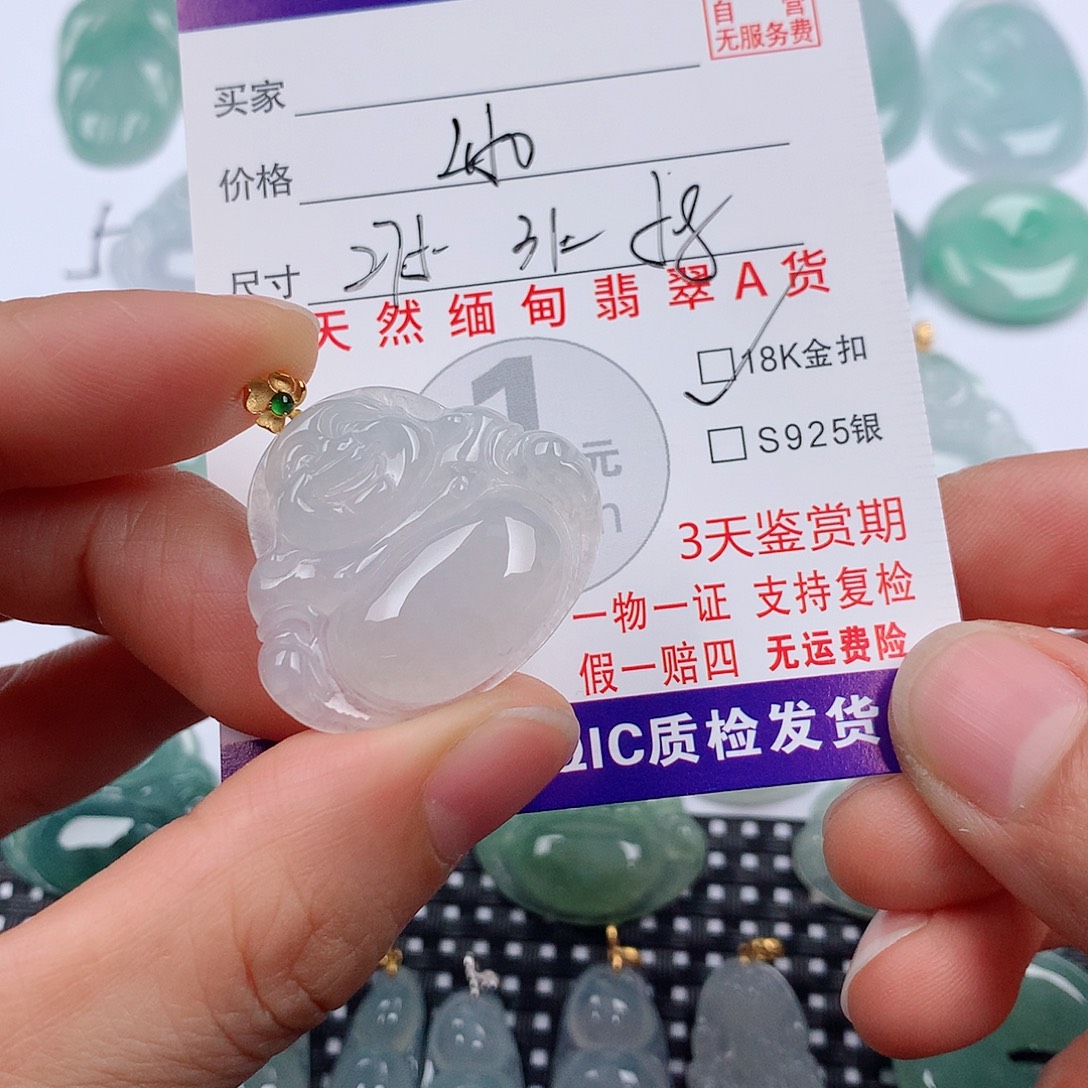 自 营
无服务费
买家
价格
尺寸
天然缅甸翡翠A货
1
元
18K金扣
S925银
3天鉴赏期
一物一证 支持复检
假一赔四 无运费险
QIC质检发货